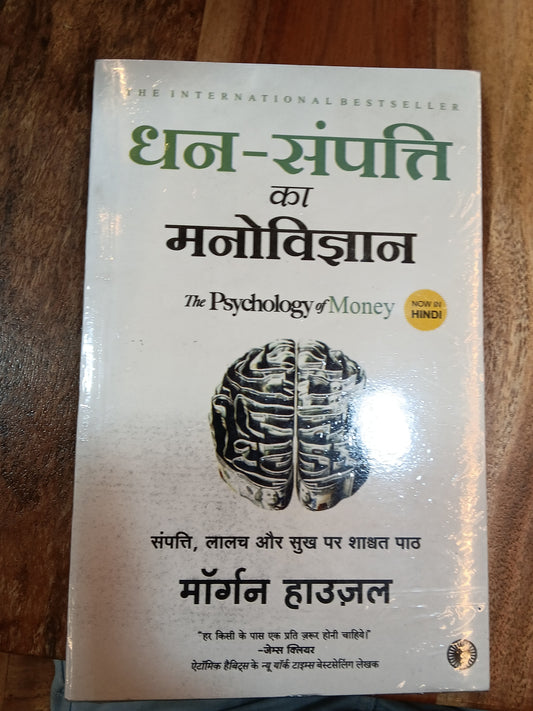 THE INTERNATIONAL BESTSELLER
धन-संपत्ति
का
मनोविज्ञान
The Psychology of Money
NOW IN
HINDI
संपत्ति, लालच और सुख पर शाश्वत पाठ
मॉर्गन हाउज़ल
"हर किसी के पास एक प्रति ज़रूर होनी चाहिये।"
-जेम्स क्लियर
ऐटॉमिक हैबिट्स के न्यू यॉर्क टाइम्स बेस्टसेलिंग लेखक